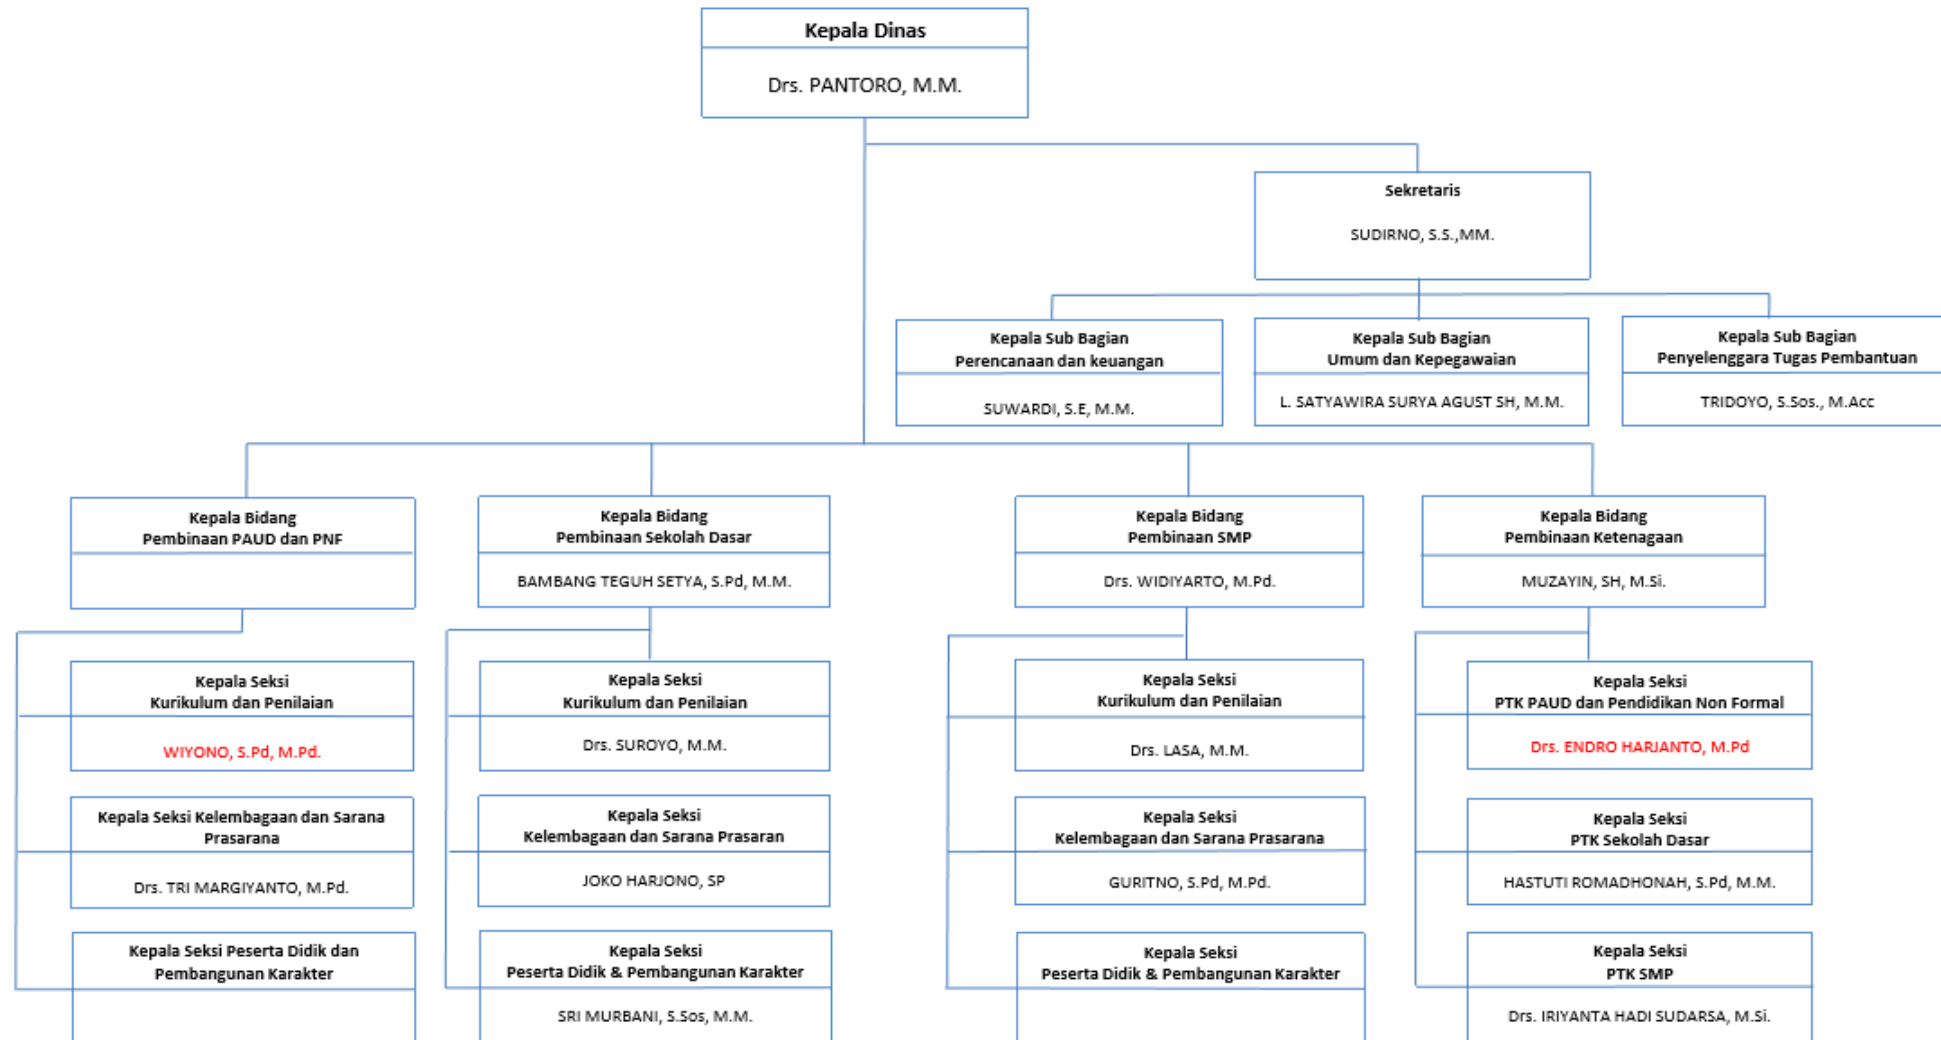 Kepala Dinas
Drs. PANTORO, M.M.
Sekretaris
SUDIRNO, S.S.,MM.
Kepala Sub Bagian
Perencanaan dan keuangan
SUWARDI, S.E, M.M.
Kepala Sub Bagian
Umum dan Kepegawaian
L. SATYAWIRA SURYA AGUST SH, M.M.
Kepala Sub Bagian
Penyelenggara Tugas Pembantuan
TRIDOYO, S.Sos., M.Acc
Kepala Bidang
Pembinaan PAUD dan PNF
Kepala Bidang
Pembinaan Sekolah Dasar
BAMBANG TEGUH SETYA, S.Pd, M.M.
Kepala Bidang
Pembinaan SMP
Drs. WIDIYARTO, M.Pd.
Kepala Bidang
Pembinaan Ketenagaan
MUZAYIN, SH, M.Si.
Kepala Seksi
Kurikulum dan Penilaian
WIYONO, S.Pd, M.Pd.
Kepala Seksi
Kurikulum dan Penilaian
Drs. SUROYO, M.M.
Kepala Seksi
Kurikulum dan Penilaian
Drs. LASA, M.M.
Kepala Seksi
PTK PAUD dan Pendidikan Non Formal
Drs. ENDRO HARJANTO, M.Pd
Kepala Seksi Kelembagaan dan Sarana
Prasarana
Drs. TRI MARGIYANTO, M.Pd.
Kepala Seksi
Kelembagaan dan Sarana Prasaran
JOKO HARJONO, SP
Kepala Seksi
Kelembagaan dan Sarana Prasarana
GURITNO, S.Pd, M.Pd.
Kepala Seksi
PTK Sekolah Dasar
HASTUTI ROMADHONAH, S.Pd, M.M.
Kepala Seksi Peserta Didik dan
Pembangunan Karakter
Kepala Seksi
Peserta Didik & Pembangunan Karakter
SRI MURBANI, S.Sos, M.M.
Kepala Seksi
Peserta Didik & Pembangunan Karakter
Kepala Seksi
PTK SMP
Drs. IRIYANTA HADI SUDARSA, M.Si.